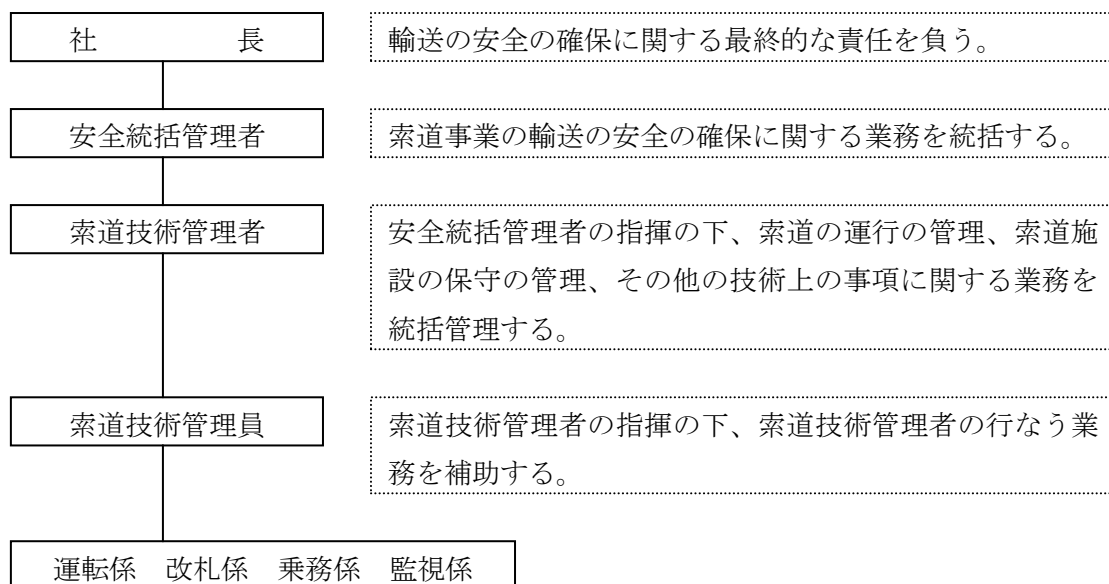 社　　　　　長
輸送の安全の確保に関する最終的な責任を負う。
安全統括管理者
索道事業の輸送の安全の確保に関する業務を統括する。
索道技術管理者
安全統括管理者の指揮の下、索道の運行の管理、索道施
設の保守の管理、その他の技術上の事項に関する業務を
統括管理する。
索道技術管理員
索道技術管理者の指揮の下、索道技術管理者の行なう業
務を補助する。
運転係　改札係　乗務係　監視係